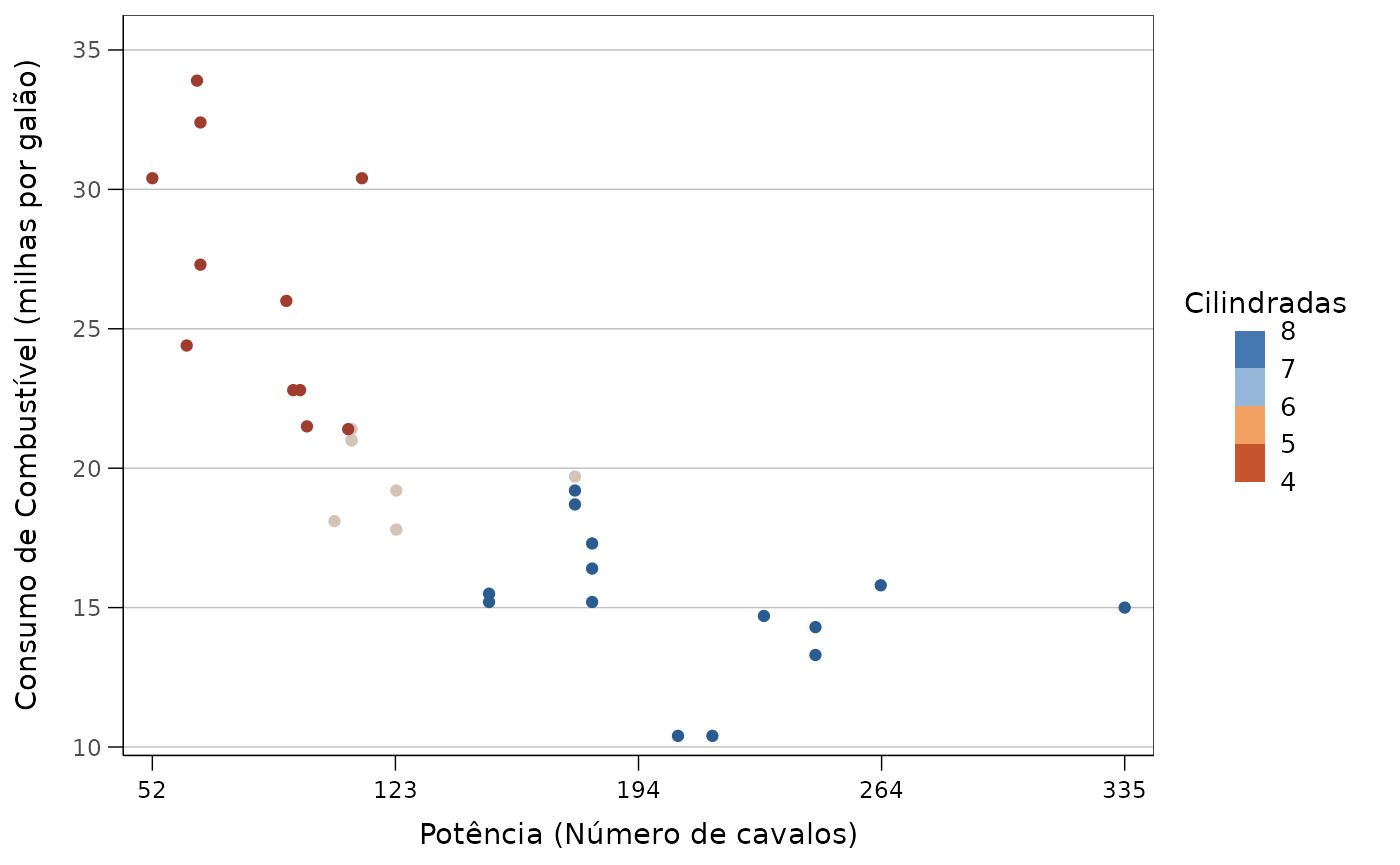 35
30
25
20
15
10
Consumo de Combustível (milhas por galão)
52 123 194 264 335
Potência (Número de cavalos)
Cilindradas
8
7
6
5
4